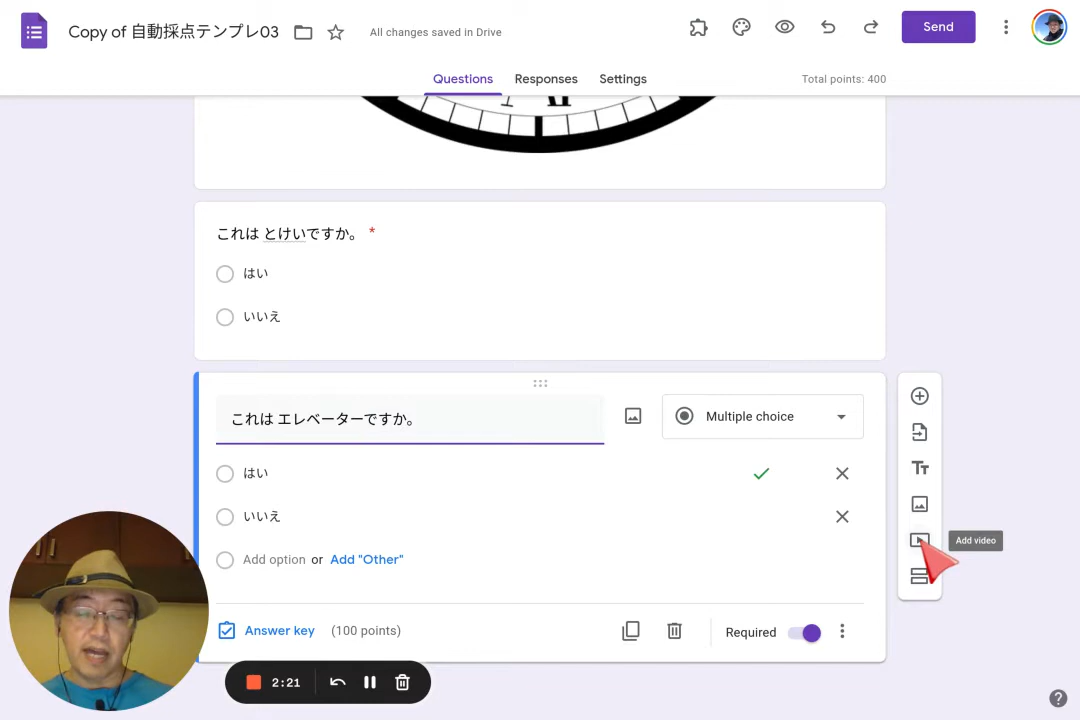 Copy of 自動採点テンプレ03
All changes saved in Drive
Send
Questions
Responses
Settings
Total points: 400
これは とけいですか。 *
はい
いいえ
これは エレベーターですか。
Multiple choice
はい
いいえ
Add option or Add "Other"
Add video
Answer key (100 points)
Required
2:21